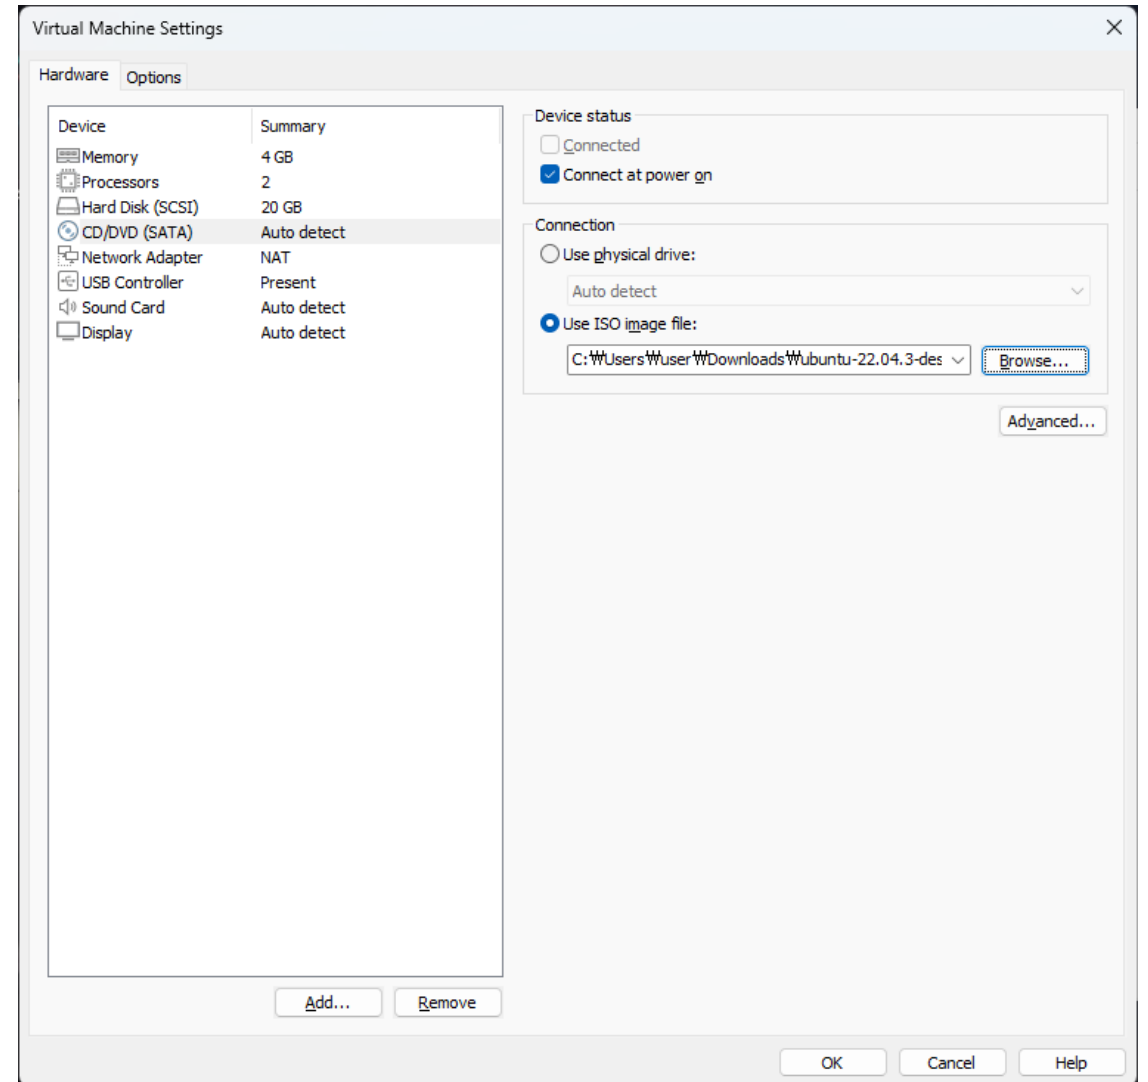 Virtual Machine Settings
Hardware
Options
Device Summary
Memory 4 GB
Processors 2
Hard Disk (SCSI) 20 GB
CD/DVD (SATA) Auto detect
Network Adapter NAT
USB Controller Present
Sound Card Auto detect
Display Auto detect
Add...
Remove
Device status
Connected
Connect at power on
Connection
Use physical drive:
Auto detect
Use ISO image file:
C:₩Users₩user₩Downloads₩ubuntu-22.04.3-des
Browse...
Advanced...
OK
Cancel
Help